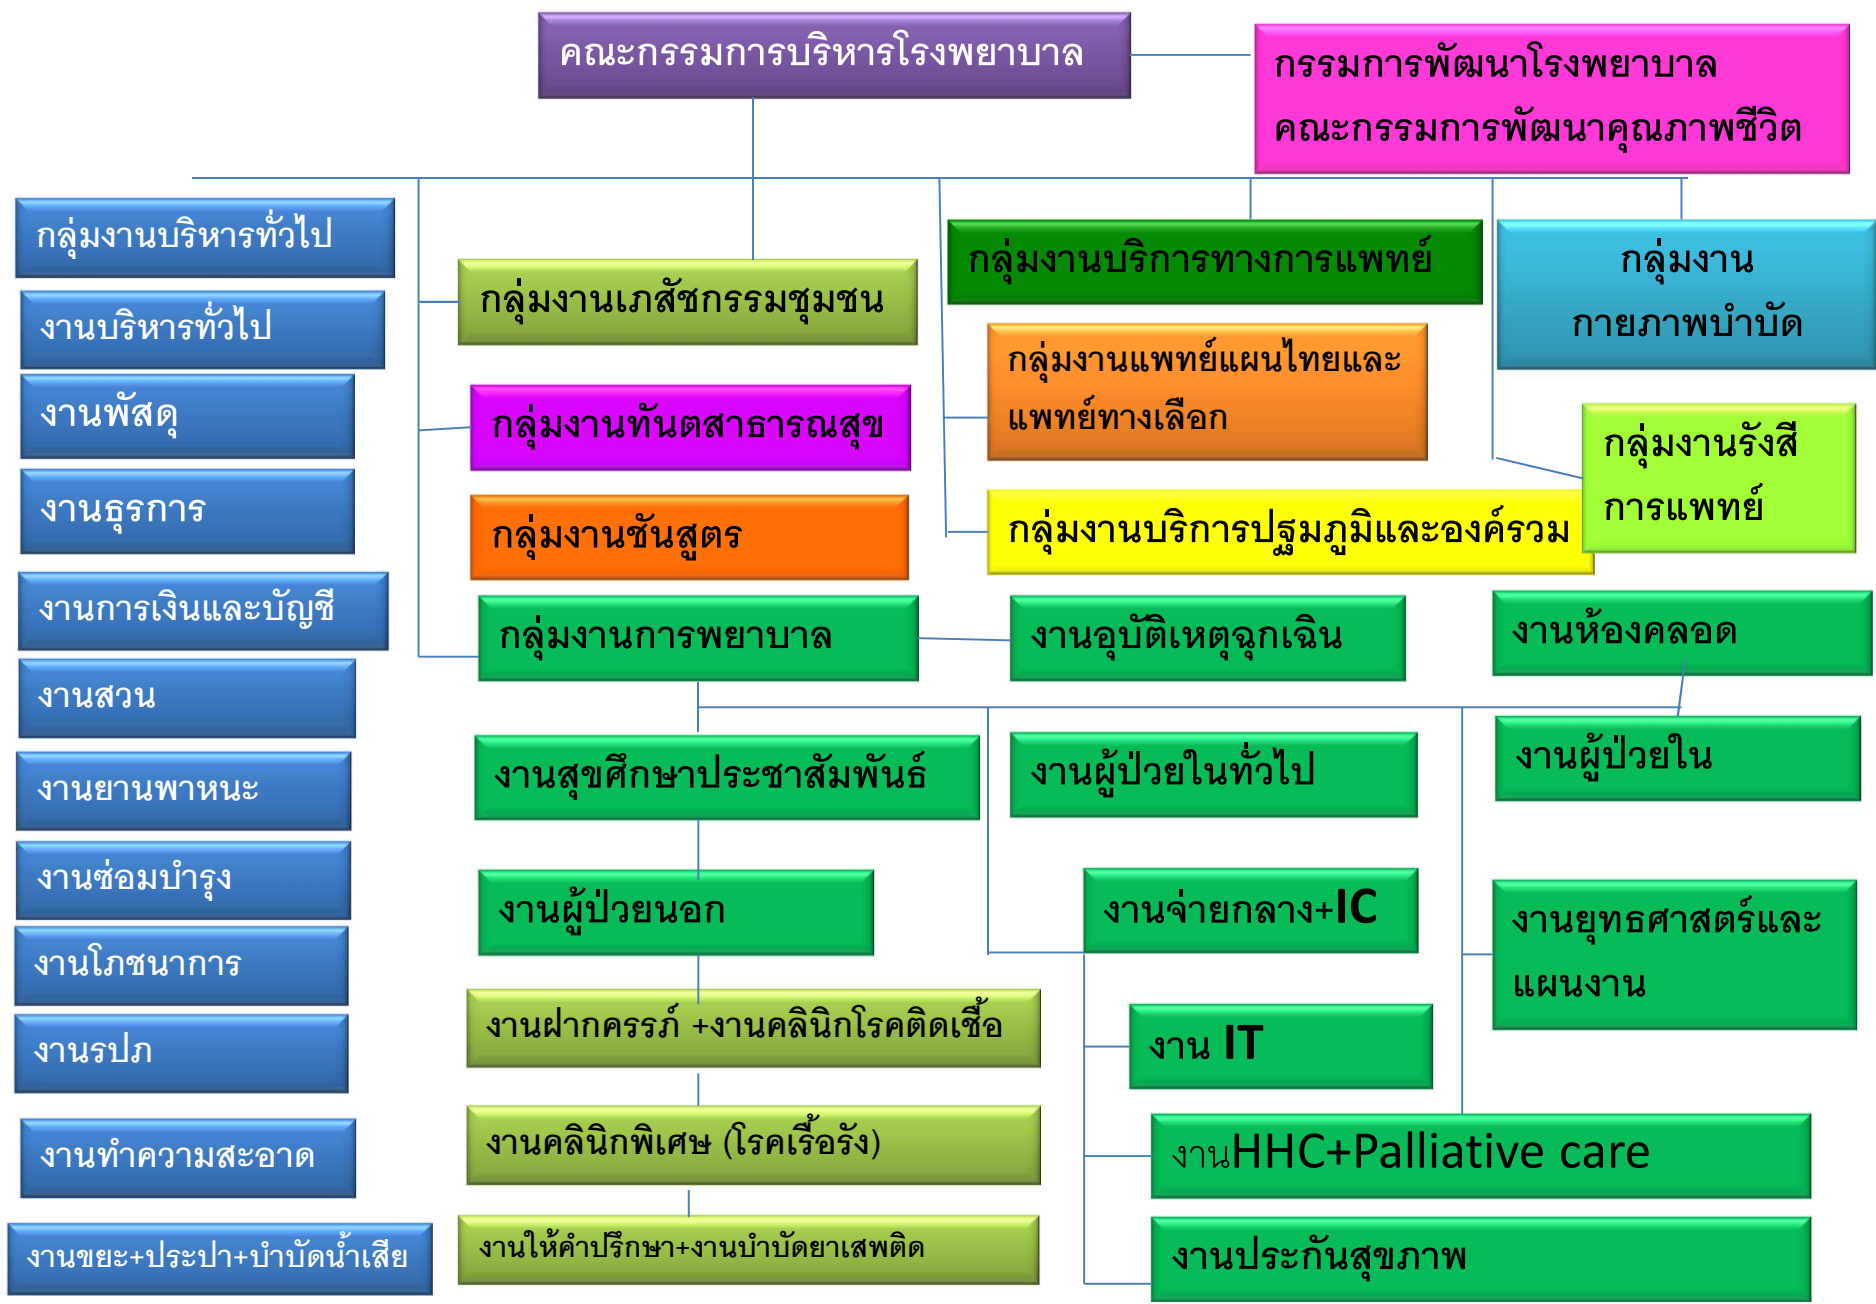 คณะกรรมการบริหารโรงพยาบาล
กรรมการพัฒนาโรงพยาบาล
คณะกรรมการพัฒนาคุณภาพชีวิต
กลุ่มงานบริหารทั่วไป
งานบริหารทั่วไป
งานพัสดุ
งานธุรการ
งานการเงินและบัญชี
งานสวน
งานยานพาหนะ
งานซ่อมบำรุง
งานโภชนาการ
งานรปภ
งานทำความสะอาด
งานขยะ+ประปา+บำบัดน้ำเสีย
กลุ่มงานเภสัชกรรมชุมชน
กลุ่มงานทันตสาธารณสุข
กลุ่มงานชันสูตร
กลุ่มงานการพยาบาล
กลุ่มงานบริการทางการแพทย์
กลุ่มงานแพทย์แผนไทยและ
แพทย์ทางเลือก
กลุ่มงานบริการปฐมภูมิและองค์รวม
กลุ่มงาน
กายภาพบำบัด
กลุ่มงานรังสี
การแพทย์
งานอุบัติเหตุฉุกเฉิน
งานห้องคลอด
งานสุขศึกษาประชาสัมพันธ์
งานผู้ป่วยในทั่วไป
งานผู้ป่วยใน
งานผู้ป่วยนอก
งานจ่ายกลาง+IC
งานยุทธศาสตร์และ
แผนงาน
งานฝากครรภ์ +งานคลินิกโรคติดเชื้อ
งาน IT
งานคลินิกพิเศษ (โรคเรื้อรัง)
งานHHC+Palliative care
งานให้คำปรึกษา+งานบำบัดยาเสพติด
งานประกันสุขภาพ